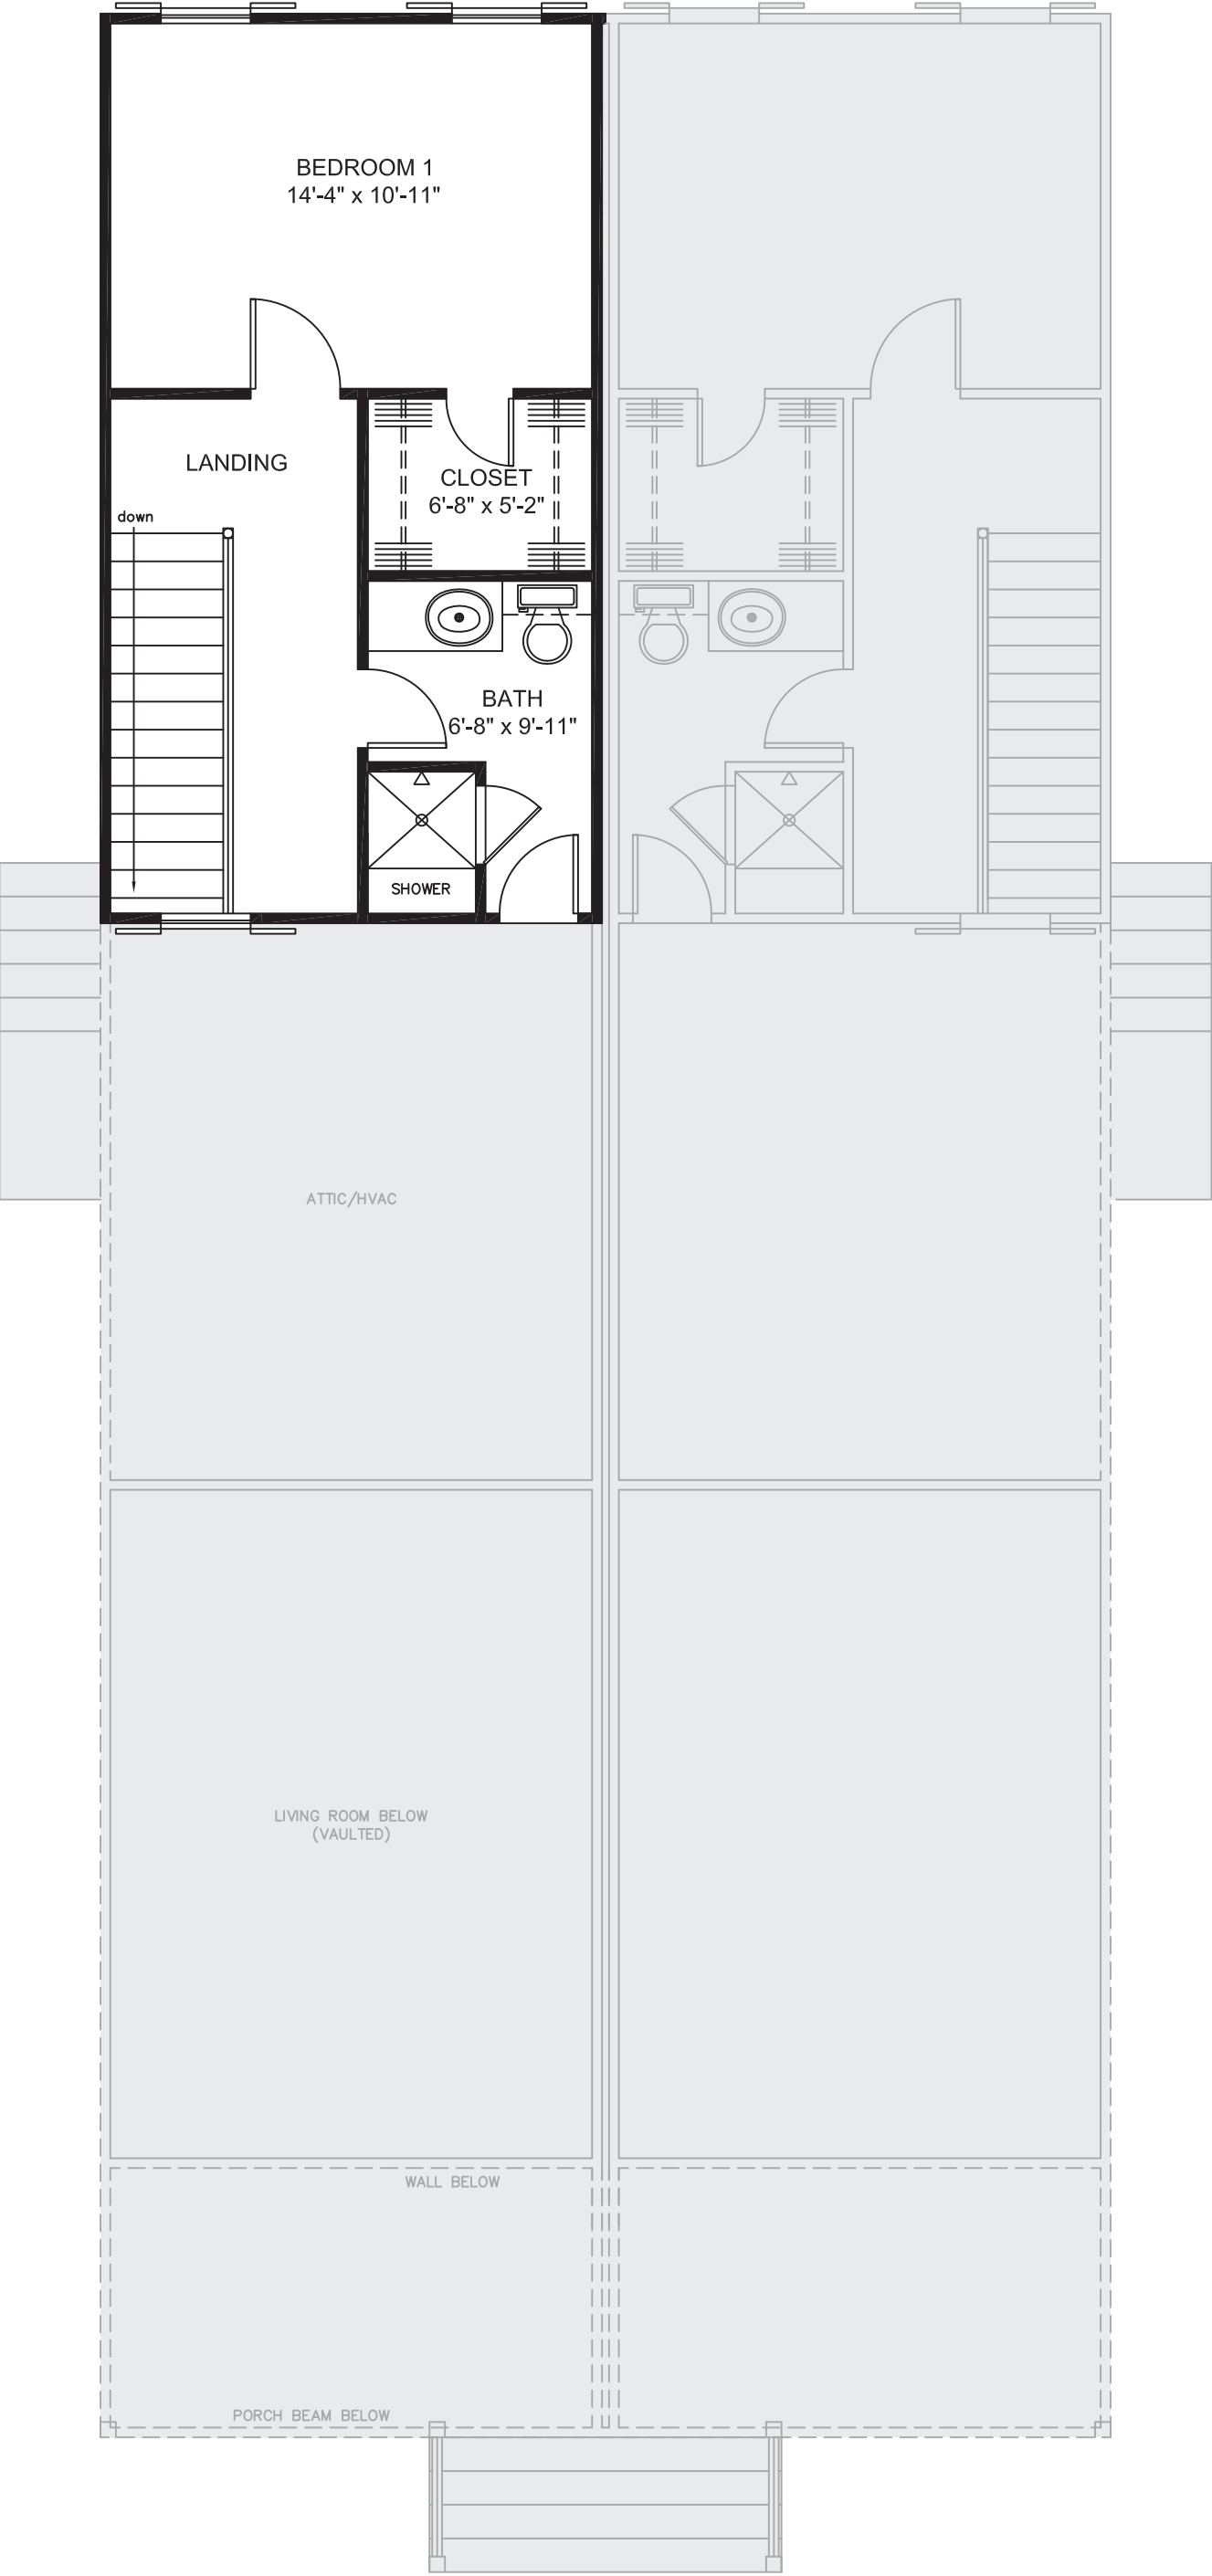 BEDROOM 1
14'-4" x 10'-11"
LANDING
down
CLOSET
6'-8" x 5'-2"
BATH
6'-8" x 9'-11"
SHOWER
ATTIC/HVAC
LIVING ROOM BELOW
(VAULTED)
WALL BELOW
PORCH BEAM BELOW